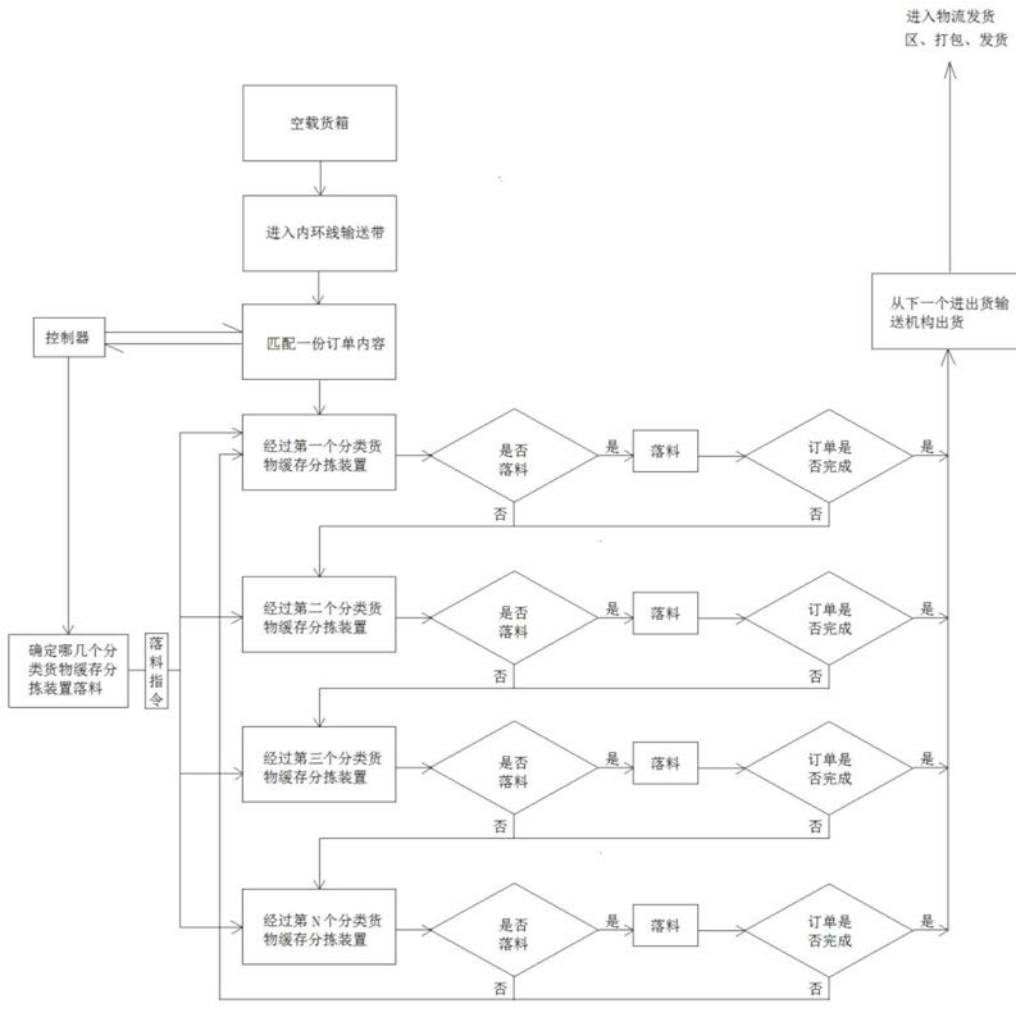 进入物流发货
区、打包、发货
空载货箱
进入内环线输送带
从下一个进出货输
送机构出货
控制器
匹配一份订单内容
经过第一个分类货
物缓存分拣装置
是否
落料
是
落料
订单是
否完成
是
否
否
经过第二个分类货
物缓存分拣装置
是否
落料
是
落料
订单是
否完成
是
否
否
确定哪几个分
类货物缓存分
拣装置落料
落
料
指
令
经过第三个分类货
物缓存分拣装置
是否
落料
是
落料
订单是
否完成
是
否
否
经过第 N 个分类货
物缓存分拣装置
是否
落料
是
落料
订单是
否完成
是
否
否